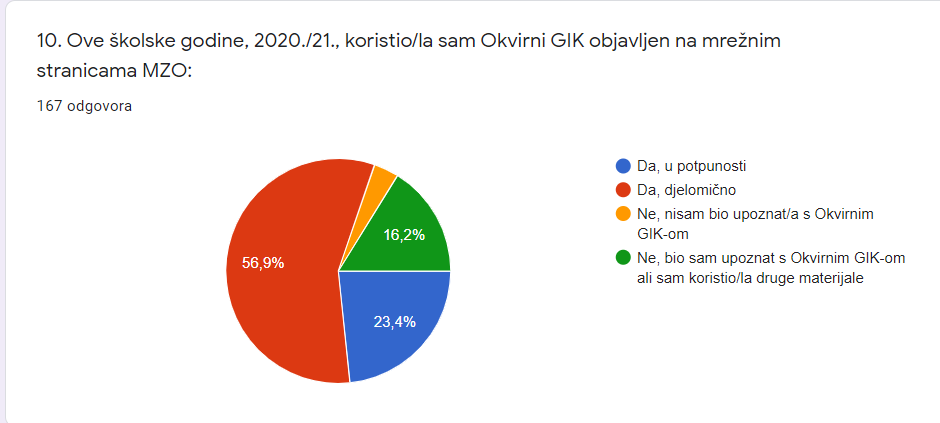 10. Ove školske godine, 2020./21., koristio/la sam Okvirni GIK objavljen na mrežnim
stranicama MZO:
167 odgovora
Da, u potpunosti
Da, djelomično
Ne, nisam bio upoznat/a s Okvirnim
GIK-om
Ne, bio sam upoznat s Okvirnim GIK-om
ali sam koristio/la druge materijale
16,2%
56,9%
23,4%